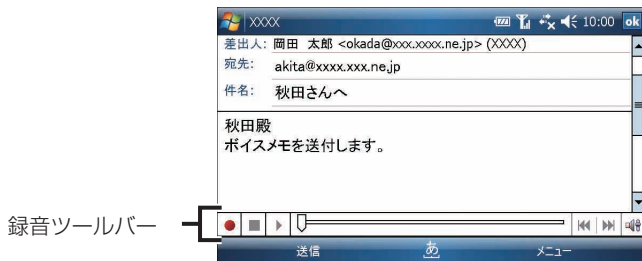 XXXX 10:00 ok
差出人: 岡田 太郎 <okada@xxx.xxxx.ne.jp> (XXXX)
宛先: akita@xxxx.xxx.ne.jp
件名: 秋田さんへ
秋田殿
ボイスメモを送付します。
録音ツールバー
送信 あ メニュー